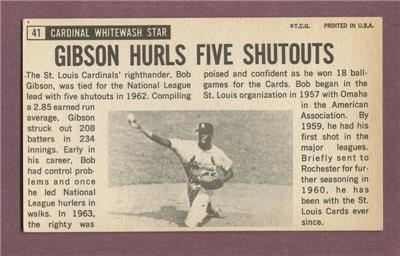 41 CARDINAL WHITEWASH STAR
©T.C.G. PRINTED IN U.S.A.
GIBSON HURLS FIVE SHUTOUTS
The St. Louis Cardinals' righthander, Bob
Gibson, was tied for the National League
lead with five shutouts in 1962. Compiling
a 2.85 earned run
average, Gibson
struck out 208
batters in 234
innings. Early in
his career, Bob
had control prob-
lems and once
he led National
League hurlers in
walks. In 1963,
the righty was
poised and confident as he won 18 ball-
games for the Cards. Bob began in the
St. Louis organization in 1957 with Omaha
in the American
Association. By
1959, he had his
first shot in the
major leagues.
Briefly sent to
Rochester for fur-
ther seasoning in
1960, he has
been with the St.
Louis Cards ever
since.